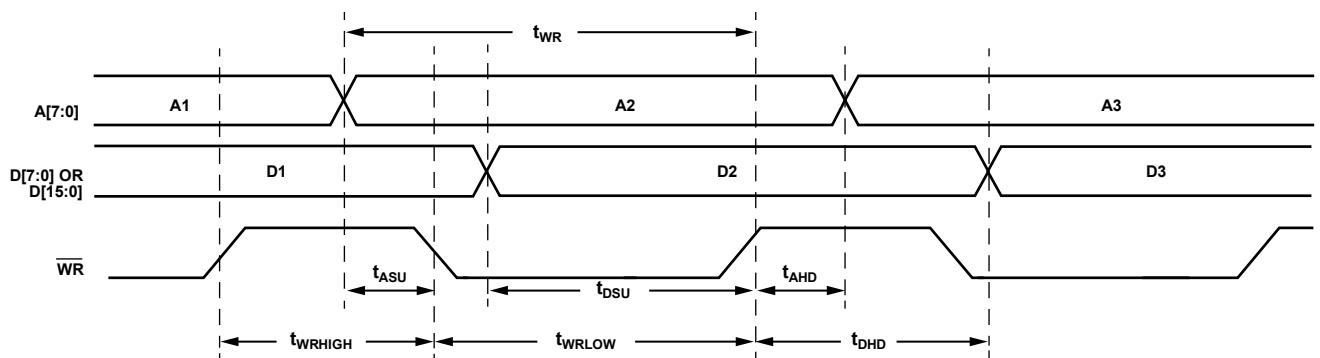 tWR
A[7:0]
A1
A2
A3
D[7:0] OR
D[15:0]
D1
D2
D3
WR
tASU
tDSU
tAHD
tWRHIGH
tWRLOW
tDHD